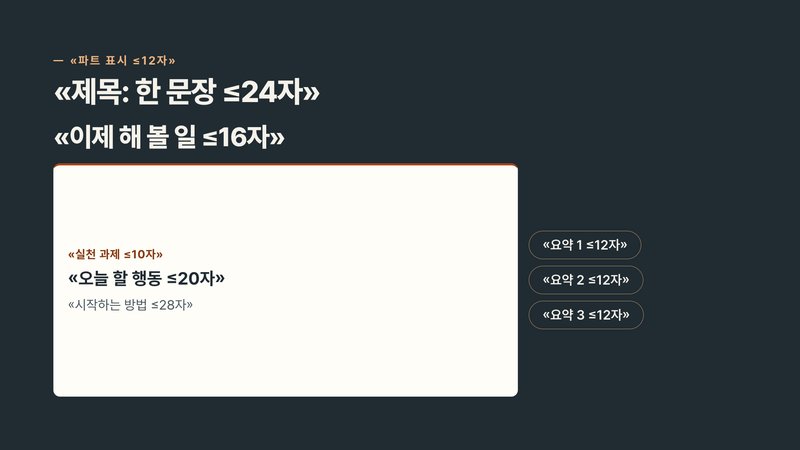 — «파트 표시 ≤12자»
«제목: 한 문장 ≤24자»
«이제 해 볼 일 ≤16자»
«실천 과제 ≤10자»
«오늘 할 행동 ≤20자»
«시작하는 방법 ≤28자»
«요약 1 ≤12자»
«요약 2 ≤12자»
«요약 3 ≤12자»